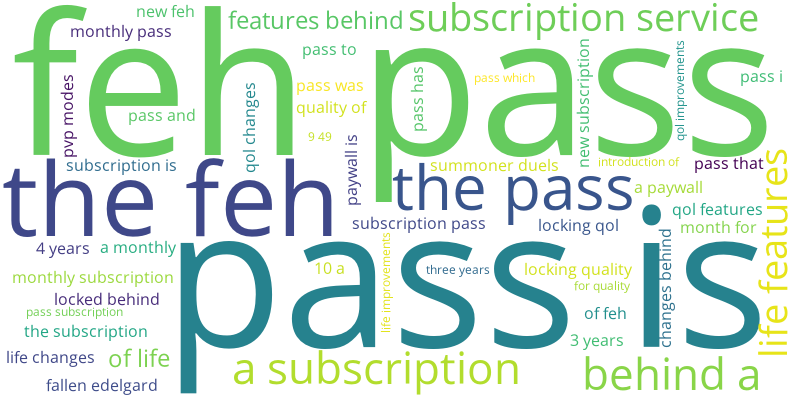 new feh
features behind
subscription service
monthly pass
feh pass
pass to
pass which
pass i
pass was
quality of
pass has
new subscription
qol improvements
pvp modes
pass and
qol changes
9 49
paywall is
subscription is
summoner duels
introduction of
pass that
the feh
the pass
a paywall
life features
subscription pass
locking qol
qol features
month for
4 years
a monthly
pass is
10 a
life improvements
three years
locking quality
for quality
changes behind
monthly subscription
locked behind
pass subscription
of feh
the subscription
3 years
life changes
of life
a subscription
behind a
fallen edelgard